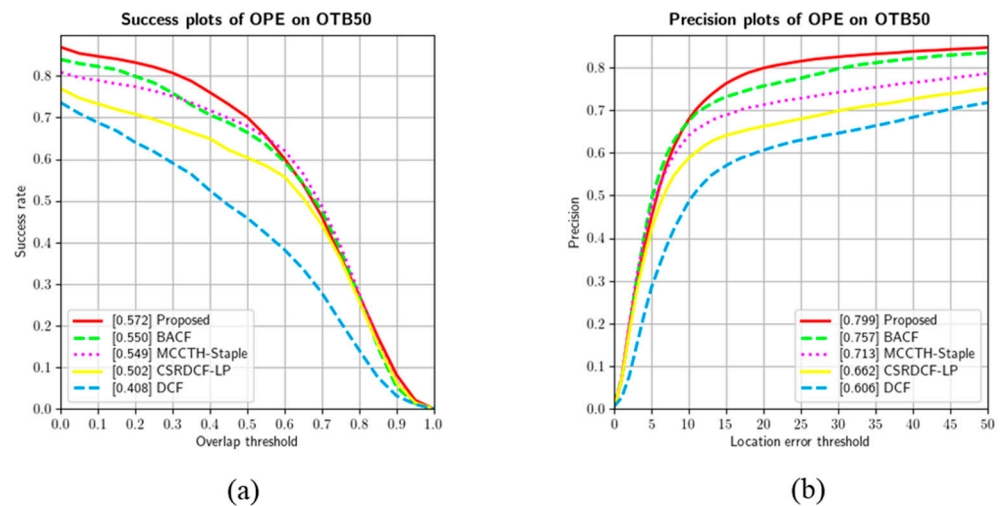 Success plots of OPE on OTB50
Success rate
0.8
0.7
0.6
0.5
0.4
0.3
0.2
0.1
0.0
[0.572] Proposed
[0.550] BACF
[0.549] MCCTH-Staple
[0.502] CSRDCF-LP
[0.408] DCF
0.0 0.1 0.2 0.3 0.4 0.5 0.6 0.7 0.8 0.9 1.0
Overlap threshold
(a)
Precision plots of OPE on OTB50
Precision
0.8
0.7
0.6
0.5
0.4
0.3
0.2
0.1
0.0
[0.799] Proposed
[0.757] BACF
[0.713] MCCTH-Staple
[0.662] CSRDCF-LP
[0.606] DCF
0 5 10 15 20 25 30 35 40 45 50
Location error threshold
(b)